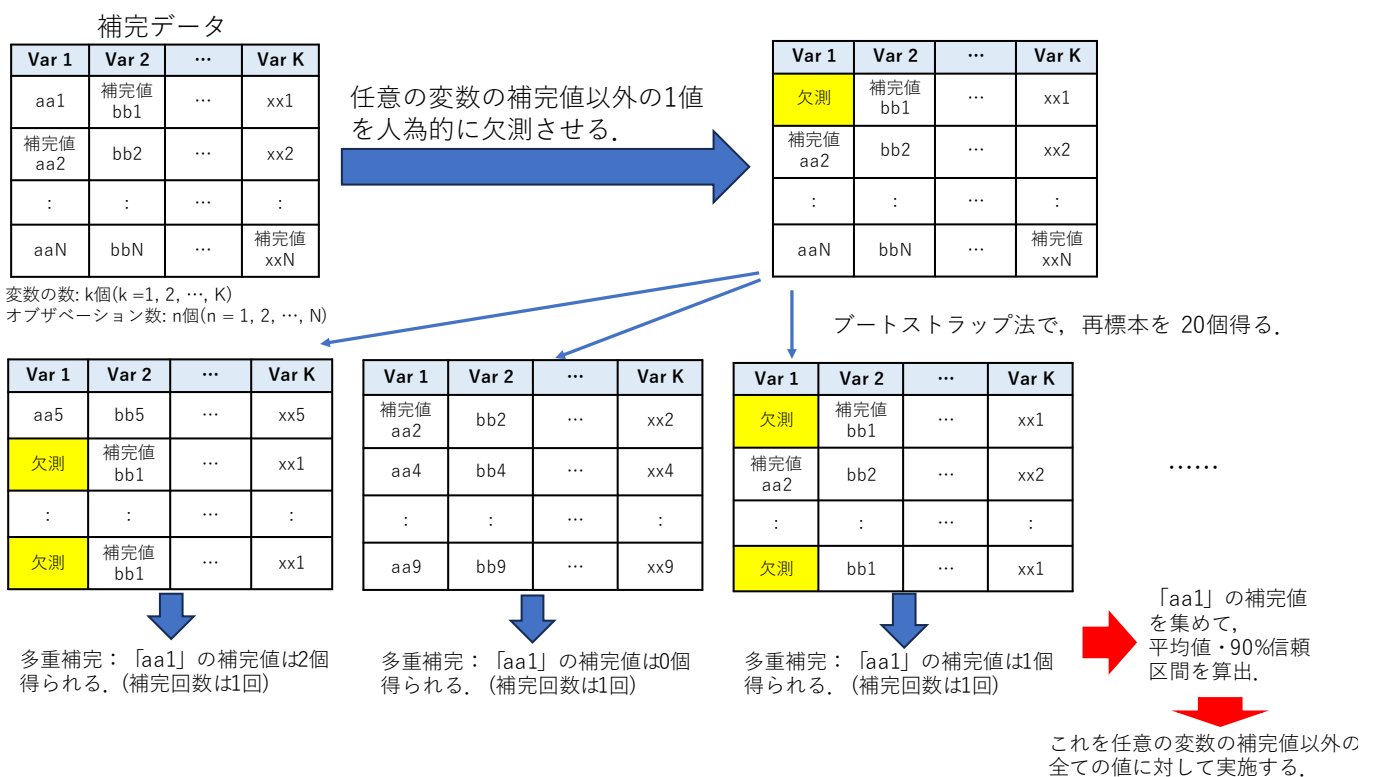 補完データ
Var 1 Var 2 … Var K
aa1 補完値 bb1 … xx1
補完値 aa2 bb2 … xx2
: : … :
aaN bbN … 補完値 xxN
変数の数: k個(k =1, 2, …, K)
オブザベーション数: n個(n = 1, 2, …, N)
任意の変数の補完値以外の1値
を人為的に欠測させる.
Var 1 Var 2 … Var K
欠測 補完値 bb1 … xx1
補完値 aa2 bb2 … xx2
: : … :
aaN bbN … 補完値 xxN
ブートストラップ法で, 再標本を 20個得る.
Var 1 Var 2 … Var K
aa5 bb5 … xx5
欠測 補完値 bb1 … xx1
: : … :
欠測 補完値 bb1 … xx1
多重補完：「aa1」の補完値は2個
得られる. (補完回数は1回)
Var 1 Var 2 … Var K
補完値 aa2 bb2 … xx2
aa4 bb4 … xx4
: : … :
aa9 bb9 … xx9
多重補完：「aa1」の補完値は0個
得られる. (補完回数は1回)
Var 1 Var 2 … Var K
欠測 補完値 bb1 … xx1
補完値 aa2 bb2 … xx2
: : … :
欠測 bb1 … xx1
多重補完：「aa1」の補完値は1個
得られる. (補完回数は1回)
……
「aa1」の補完値
を集めて,
平均値・90%信頼
区間を算出.
これを任意の変数の補完値以外の
全ての値に対して実施する.